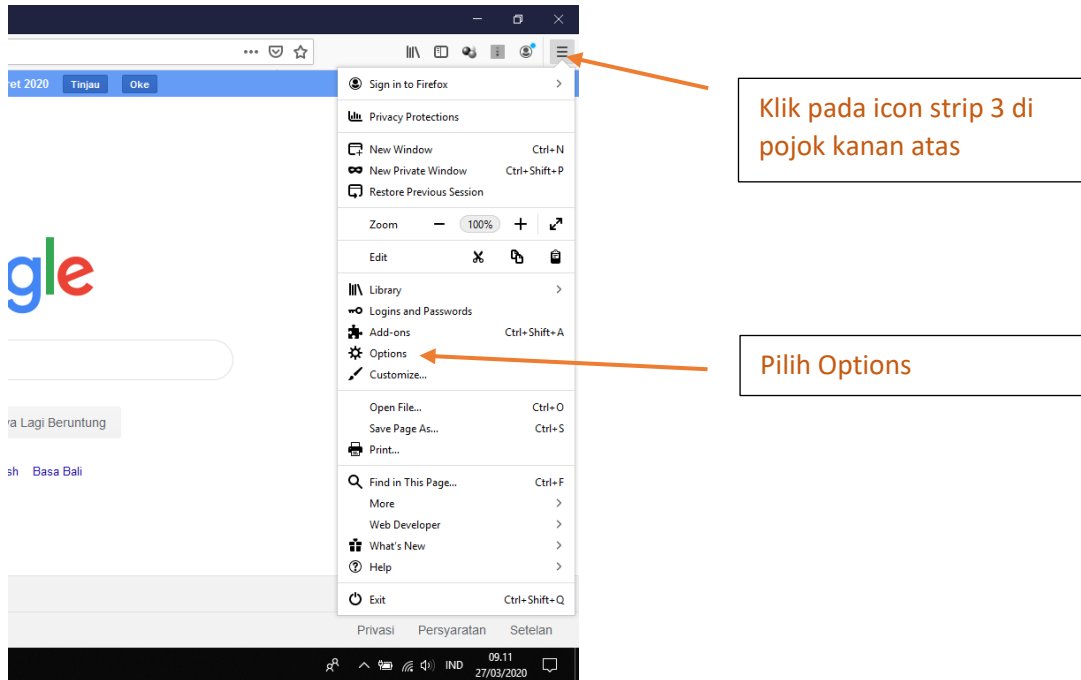 ret 2020 Tinjau Oke
Sign in to Firefox
Privacy Protections
New Window Ctrl+N
New Private Window Ctrl+Shift+P
Restore Previous Session
Zoom 100%
Edit
Library
Logins and Passwords
Add-ons Ctrl+Shift+A
Options
Customize...
Open File... Ctrl+O
Save Page As... Ctrl+S
Print...
Find in This Page... Ctrl+F
More
Web Developer
What's New
Help
Exit Ctrl+Shift+Q
gle
a Lagi Beruntung
sh Basa Bali
Privasi Persyaratan Setelan
IND 09.11
27/03/2020
Klik pada icon strip 3 di
pojok kanan atas
Pilih Options